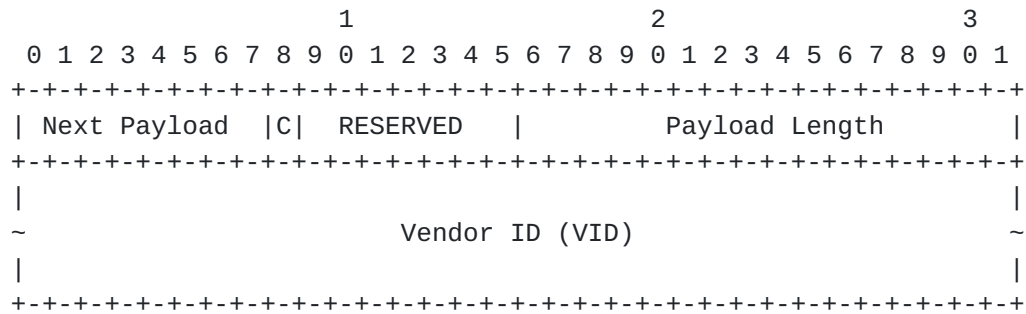 1                   2                   3
 0 1 2 3 4 5 6 7 8 9 0 1 2 3 4 5 6 7 8 9 0 1 2 3 4 5 6 7 8 9 0 1
+-+-+-+-+-+-+-+-+-+-+-+-+-+-+-+-+-+-+-+-+-+-+-+-+-+-+-+-+-+-+-+-+
| Next Payload  |C|  RESERVED   |         Payload Length        |
+-+-+-+-+-+-+-+-+-+-+-+-+-+-+-+-+-+-+-+-+-+-+-+-+-+-+-+-+-+-+-+-+
|                                                               |
~                        Vendor ID (VID)                        ~
|                                                               |
+-+-+-+-+-+-+-+-+-+-+-+-+-+-+-+-+-+-+-+-+-+-+-+-+-+-+-+-+-+-+-+-+